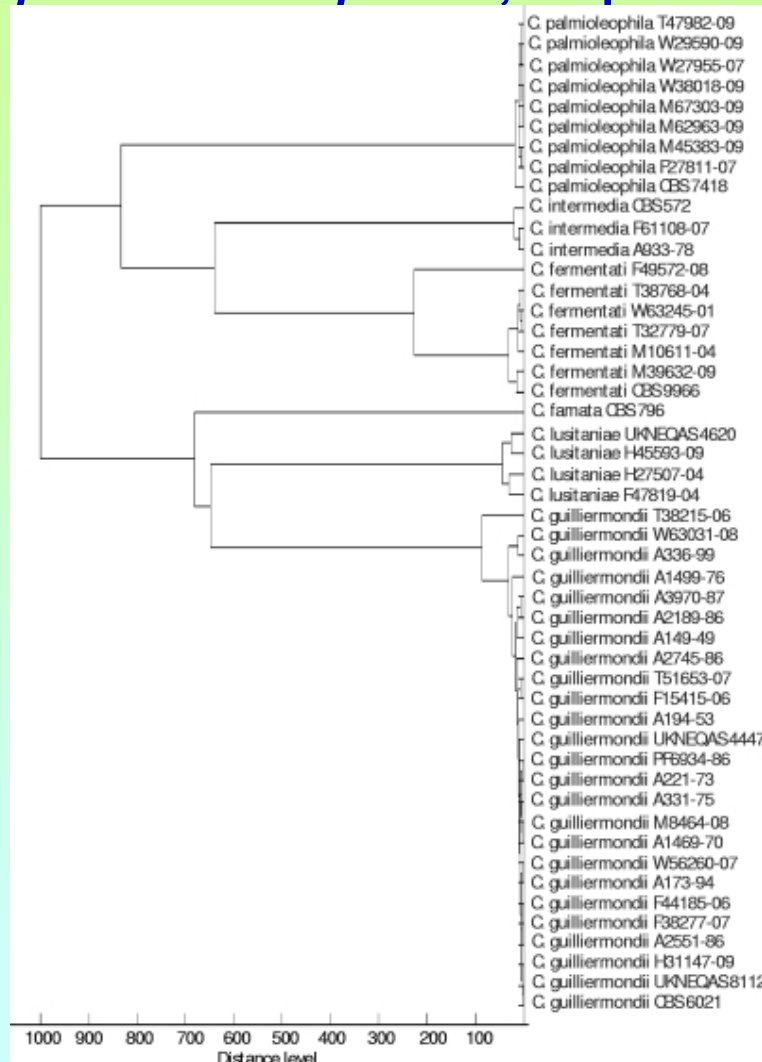 C. palmioleophila T47982-09
C. palmioleophila W29590-09
C. palmioleophila W27955-07
C. palmioleophila W38018-09
C. palmioleophila M67303-09
C. palmioleophila M62963-09
C. palmioleophila M45383-09
C. palmioleophila F27811-07
C. palmioleophila CBS7418
C. intermedia CBS572
C. intermedia F61108-07
C. intermedia A933-78
C. fermentati F49572-08
C. fermentati T38768-04
C. fermentati W63245-01
C. fermentati T32779-07
C. fermentati M10611-04
C. fermentati M39632-09
C. fermentati CBS9966
C. famata CBS796
C. lusitaniae UKNEQAS4620
C. lusitaniae H45593-09
C. lusitaniae H27507-04
C. lusitaniae F47819-04
C. guilliermondii T38215-06
C. guilliermondii W63031-08
C. guilliermondii A336-99
C. guilliermondii A1499-76
C. guilliermondii A3970-87
C. guilliermondii A2189-86
C. guilliermondii A149-49
C. guilliermondii A2745-86
C. guilliermondii T51653-07
C. guilliermondii F15415-06
C. guilliermondii A194-53
C. guilliermondii UKNEQAS4447
C. guilliermondii PF6934-86
C. guilliermondii A221-73
C. guilliermondii A331-75
C. guilliermondii M8464-08
C. guilliermondii A1469-70
C. guilliermondii W56260-07
C. guilliermondii A173-94
C. guilliermondii F44185-06
C. guilliermondii F38277-07
C. guilliermondii A2551-86
C. guilliermondii H31147-09
C. guilliermondii UKNEQAS8112
C. guilliermondii CBS6021
1000 900 800 700 600 500 400 300 200 100
Distance level